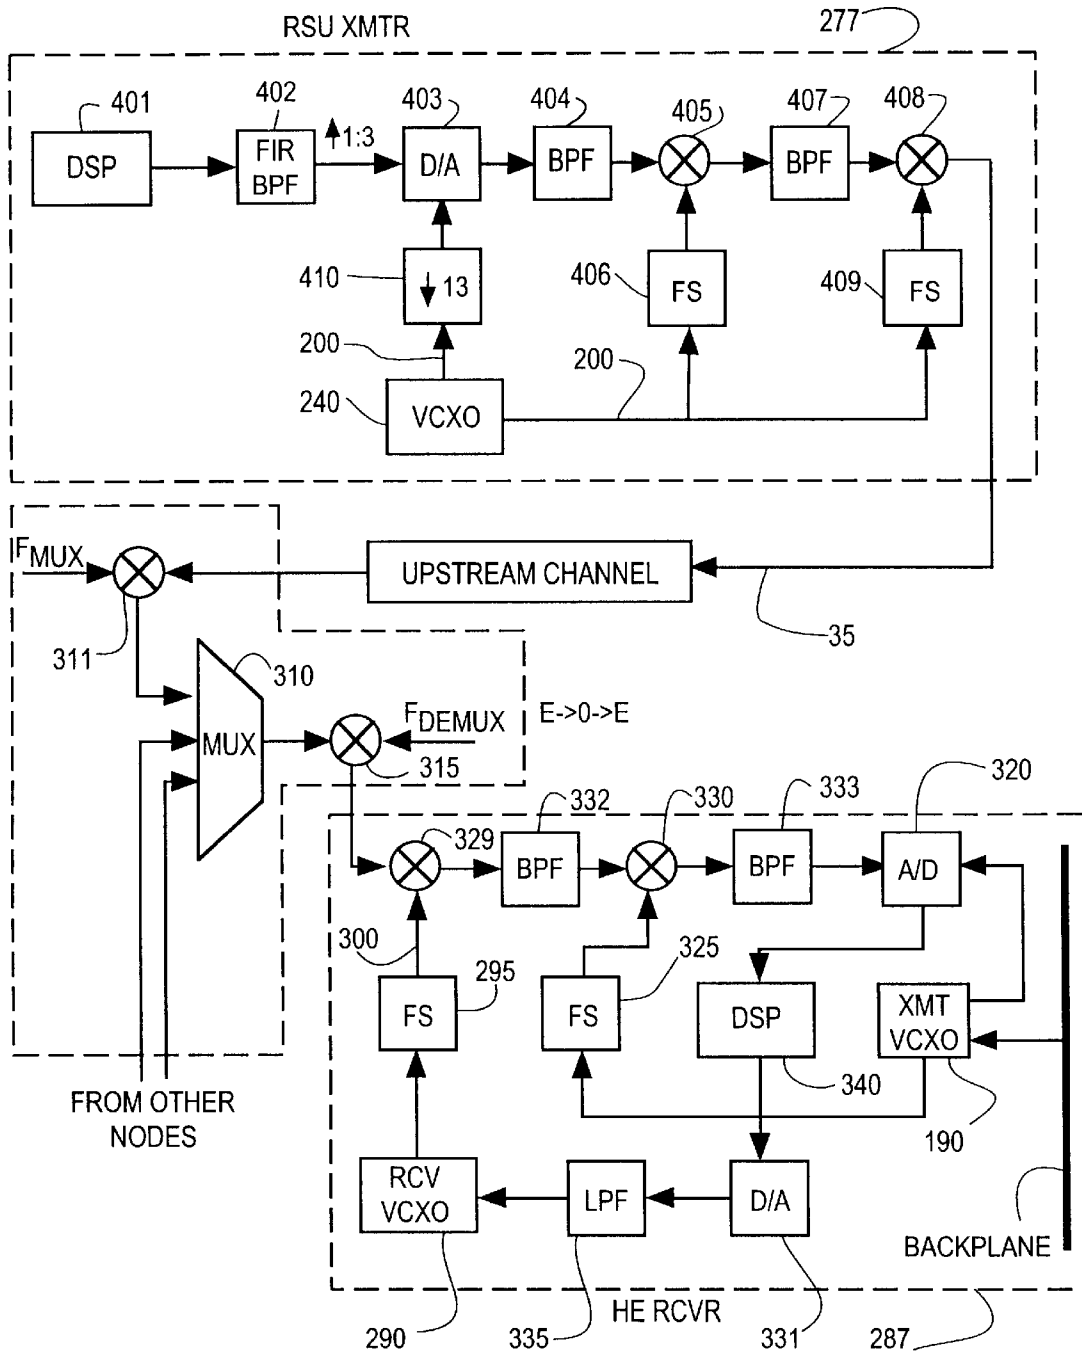 RSU XMTR
277
401
402
403
404
405
407
408
DSP
FIR
BPF
↑1:3
D/A
BPF
BPF
410
↓ 13
406
FS
409
FS
200
200
240
VCXO
FMUX
UPSTREAM CHANNEL
35
311
310
MUX
FDEMUX
E->0->E
315
320
332
330
333
329
BPF
BPF
A/D
300
295
325
FS
FS
DSP
XMT
VCXO
340
190
FROM OTHER
NODES
RCV
VCXO
LPF
D/A
BACKPLANE
HE RCVR
290
335
331
287